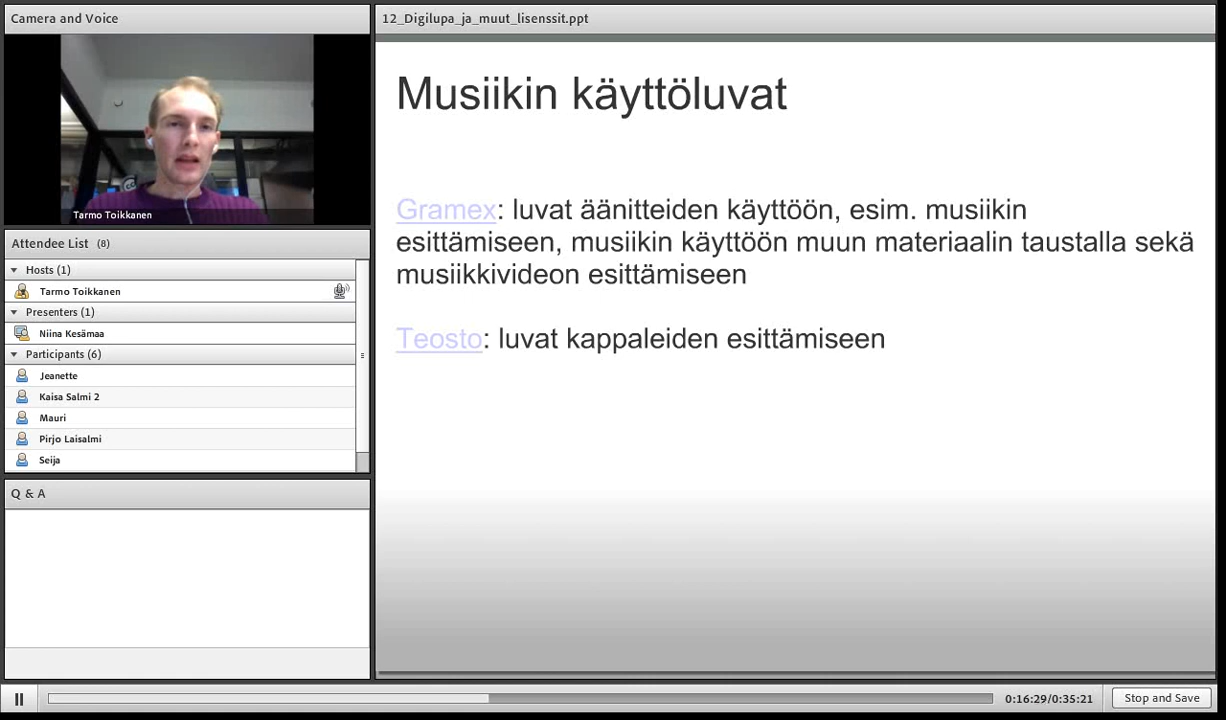 Camera and Voice
Tarmo Toikkanen
Attendee List (8)
Hosts (1)
Tarmo Toikkanen
Presenters (1)
Niina Kesämaa
Participants (6)
Jeanette
Kaisa Salmi 2
Mauri
Pirjo Laisalmi
Seija
Q & A
12_Digilupa_ja_muut_lisenssit.ppt
Musiikin käyttöluvat
Gramex: luvat äänitteiden käyttöön, esim. musiikin
esittämiseen, musiikin käyttöön muun materiaalin taustalla sekä
musiikkivideon esittämiseen
Teosto: luvat kappaleiden esittämiseen
0:16:29/0:35:21
Stop and Save